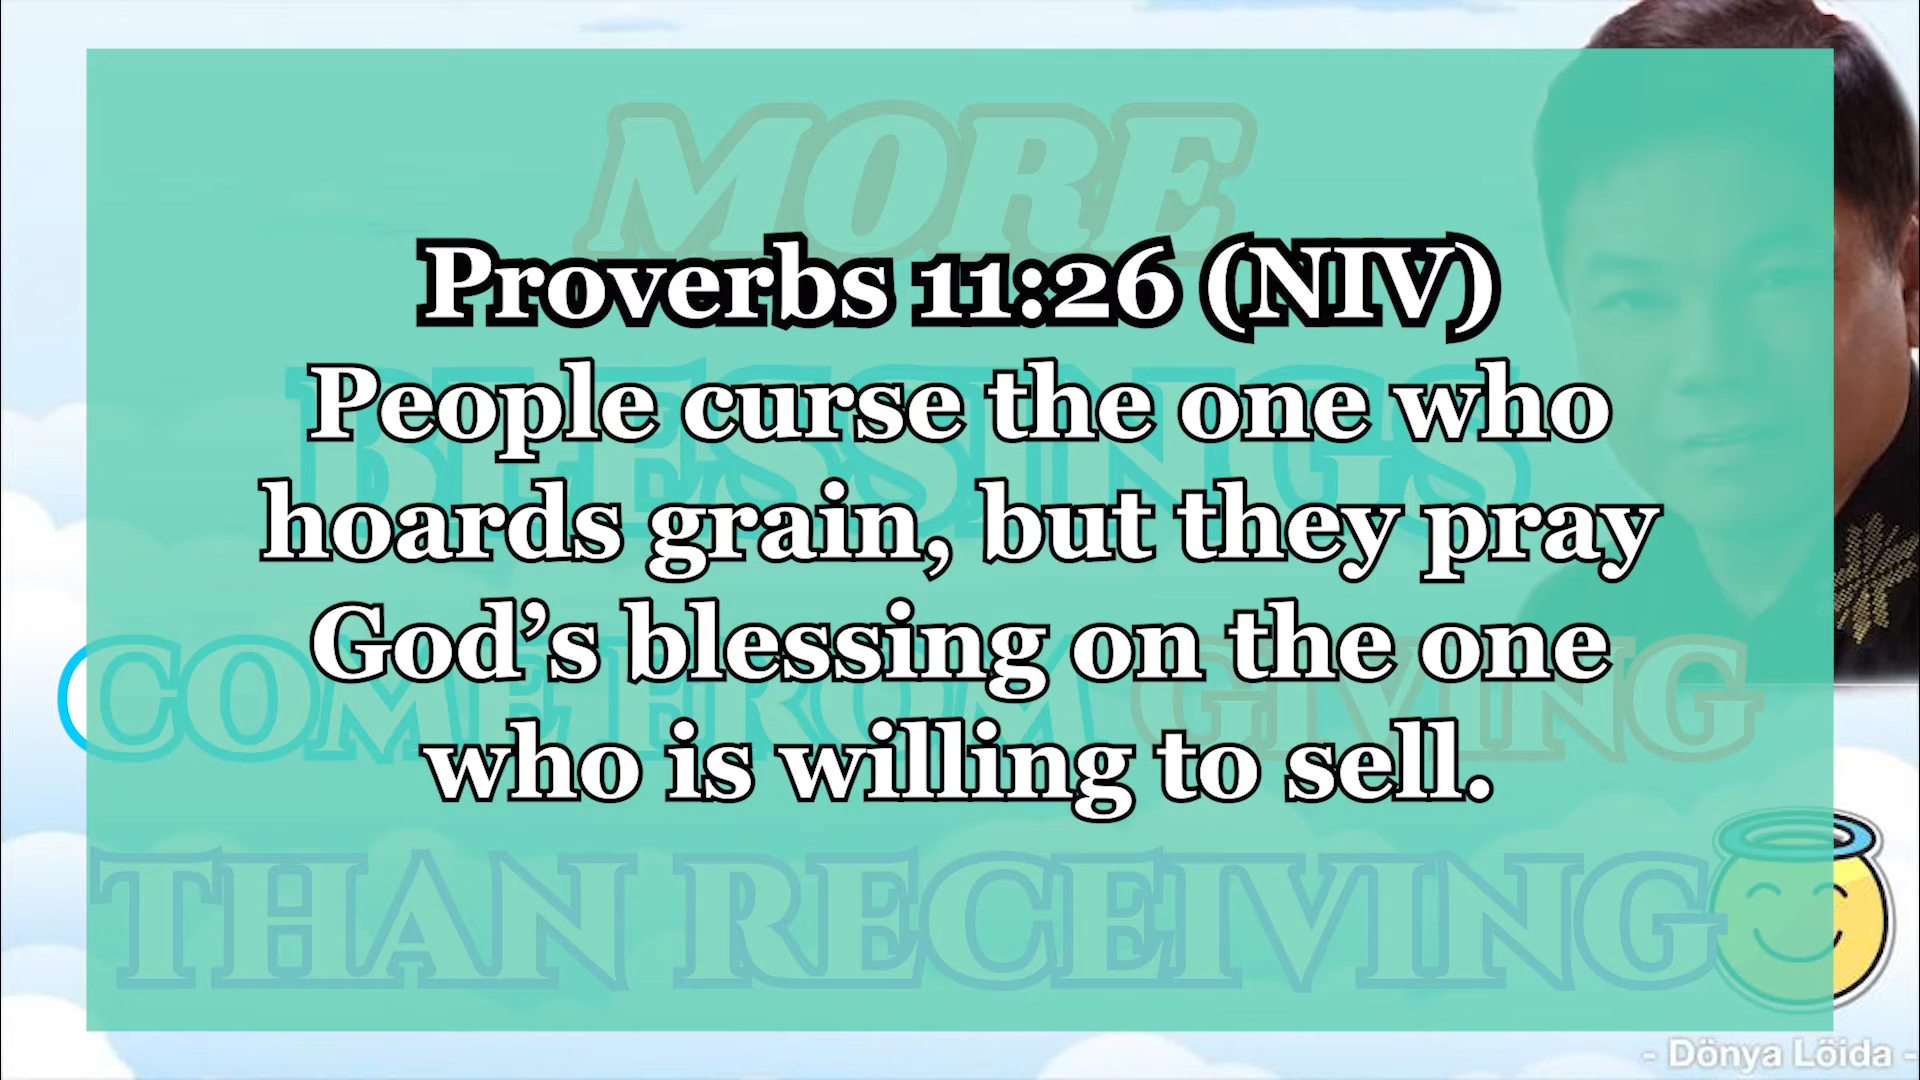 MORE
Proverbs 11:26 (NIV)
BLESSINGS
People curse the one who
hoards grain, but they pray
God’s blessing on the one
who is willing to sell.
COME FROM GIVING
THAN RECEIVING
- Dönya Löida -